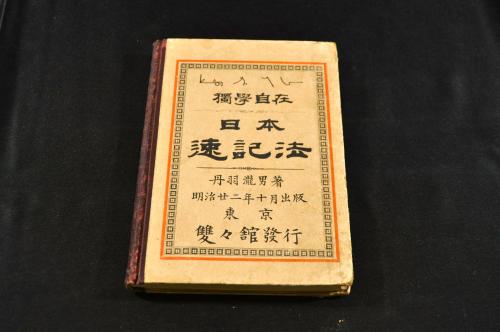 獨學自在
日本
速記法
丹羽瀧男著
明治廿二年十月出版
東京
雙々館發行